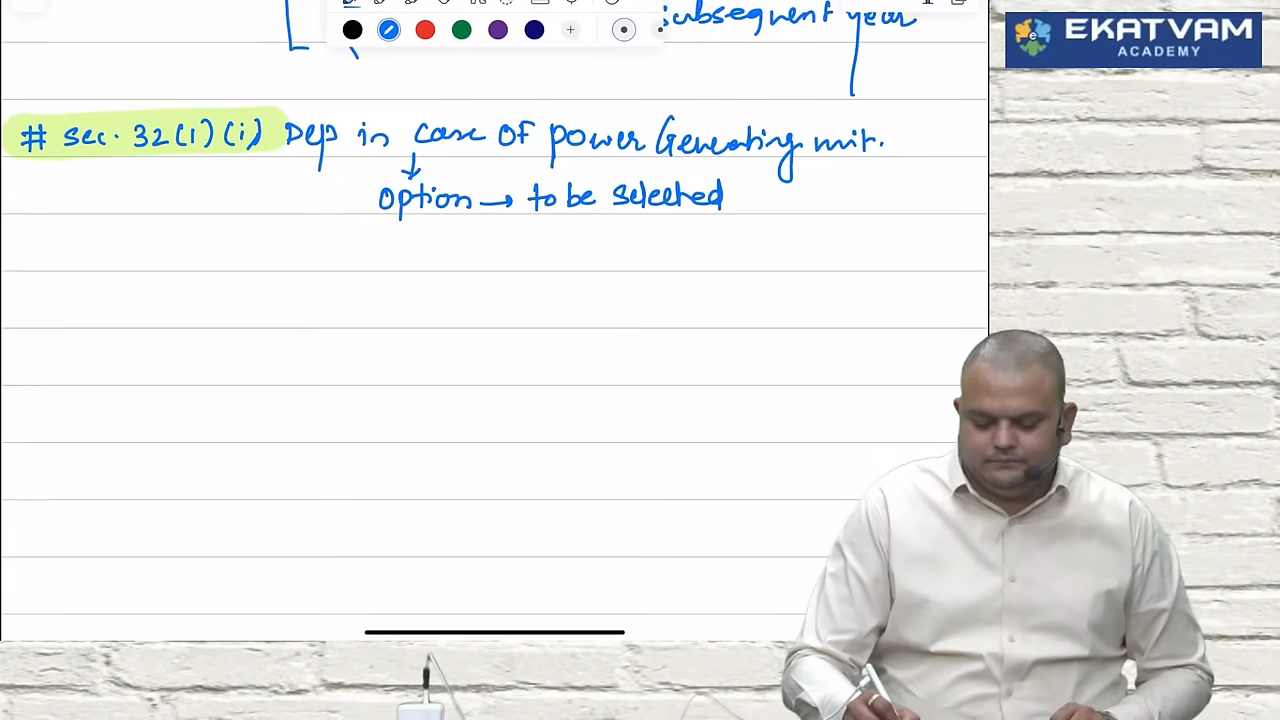 subsequent year
EKATVAM
ACADEMY
# sec. 32(1)(i) Dep in case of power Generating unit.
option → to be selected